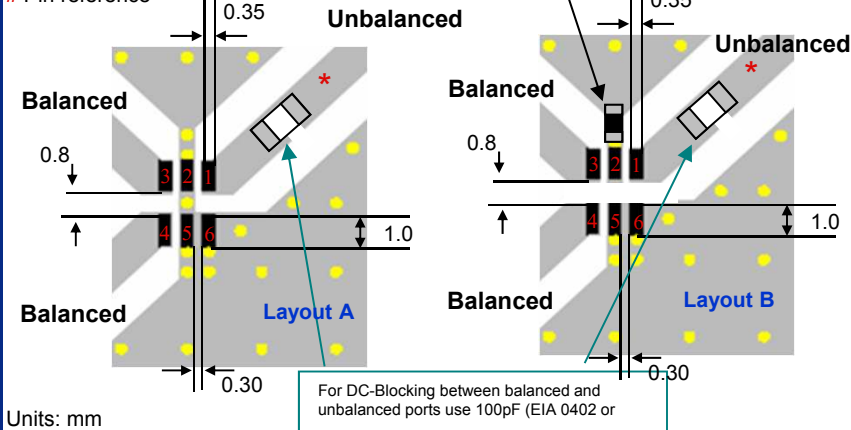 0.35
Unbalanced
*
Balanced
0.8
3 2 1
4 5 6
1.0
Balanced
Layout A
0.30
0.35
Unbalanced
*
Balanced
0.8
3 2 1
4 5 6
1.0
Balanced
Layout B
0.30
For DC-Blocking between balanced and
unbalanced ports use 100pF (EIA 0402 or
Units: mm